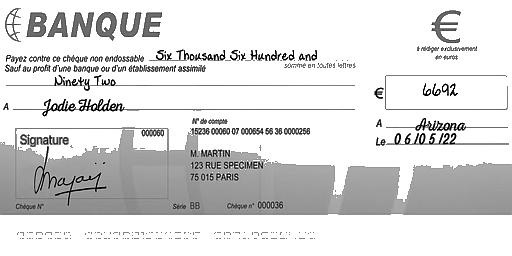 BANQUE
€
à rédiger exclusivement
en euros
Payez contre ce chèque non endossable Six Thousand Six Hundred and
Sauf au profit d'une banque ou d'un établissement assimilé
somme en toutes lettres
Ninety Two
€ 6692
A Jodie Holden
A Arizona
Le 06/05/22
N° de compte
15236 00060 07 000654 56 36 0000256
Signature
000060
M. MARTIN
123 RUE SPECIMEN
75 015 PARIS
Chèque N°
Série BB
Chèque n° 000036